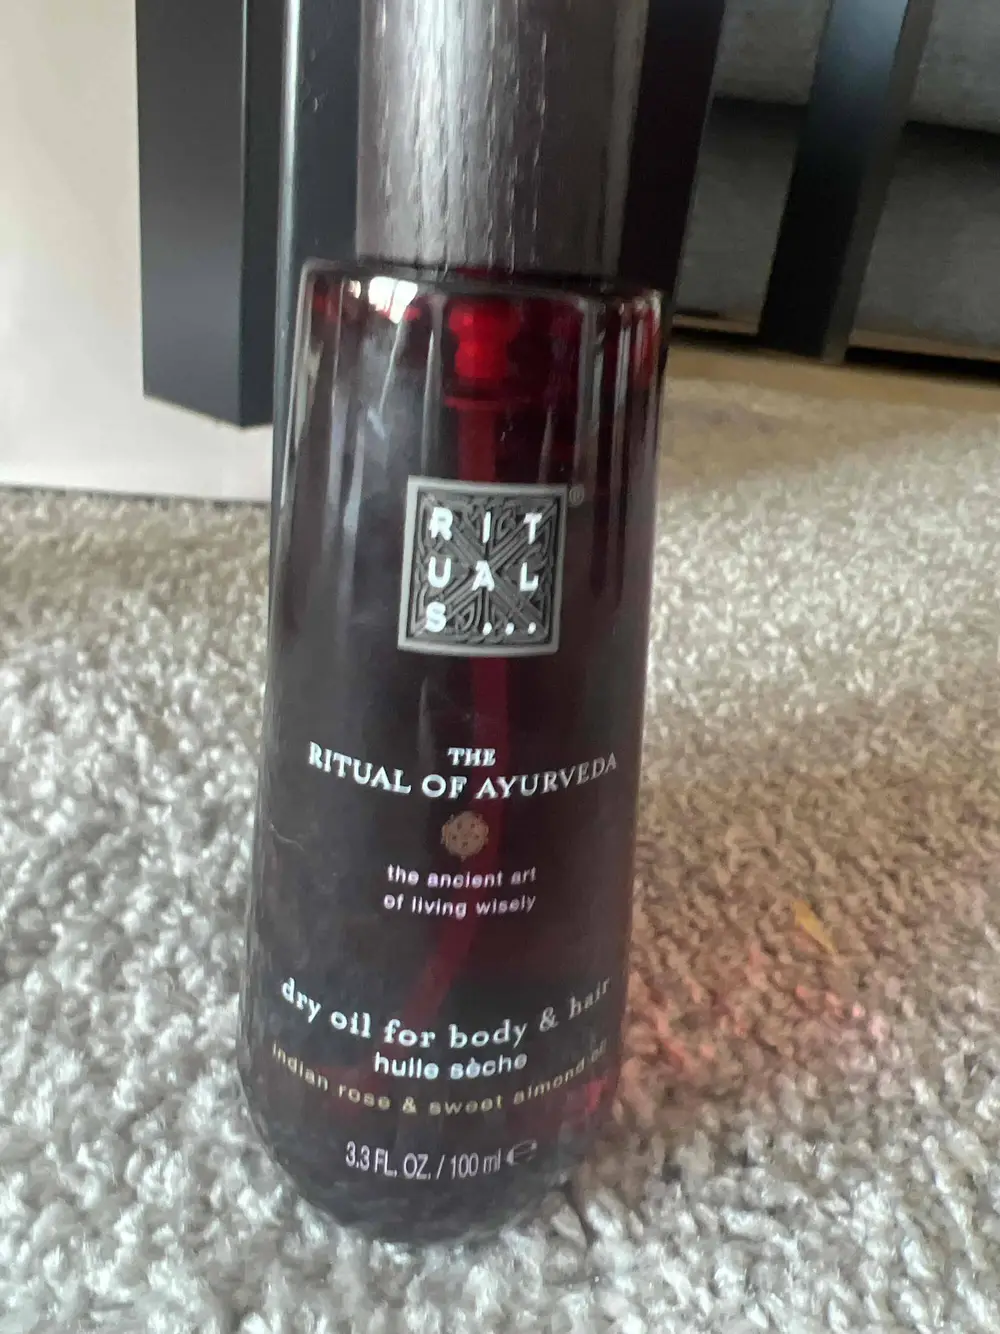 RIT
UAL
S...
®
THE
RITUAL OF AYURVEDA
the ancient art
of living wisely
dry oil for body & hair
huile sèche
indian rose & sweet almond oil
3.3 FL. OZ. / 100 ml ℮